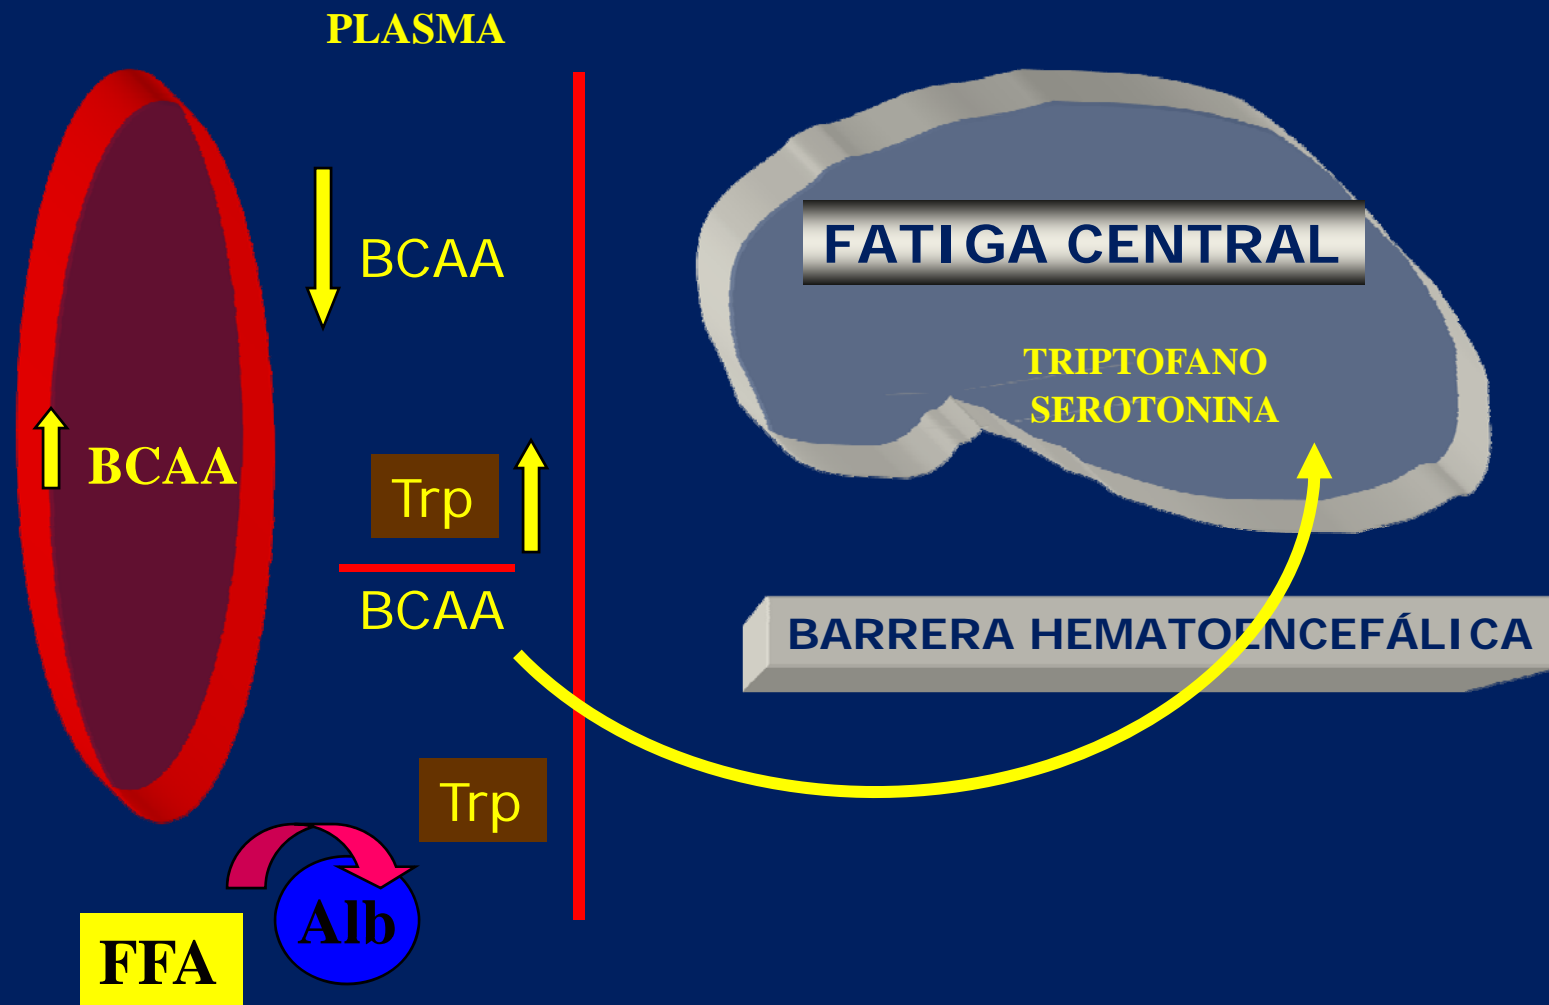 PLASMA
BCAA
FATIGA CENTRAL
TRIPTOFANO
SEROTONINA
BCAA
Trp
BCAA
BARRERA HEMATOENCEFÁLICA
Trp
Alb
FFA